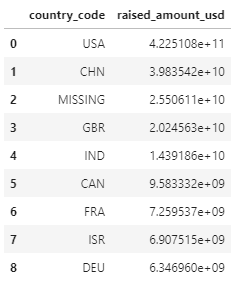 country_code raised_amount_usd
0 USA 4.225108e+11
1 CHN 3.983542e+10
2 MISSING 2.550611e+10
3 GBR 2.024563e+10
4 IND 1.439186e+10
5 CAN 9.583332e+09
6 FRA 7.259537e+09
7 ISR 6.907515e+09
8 DEU 6.346960e+09